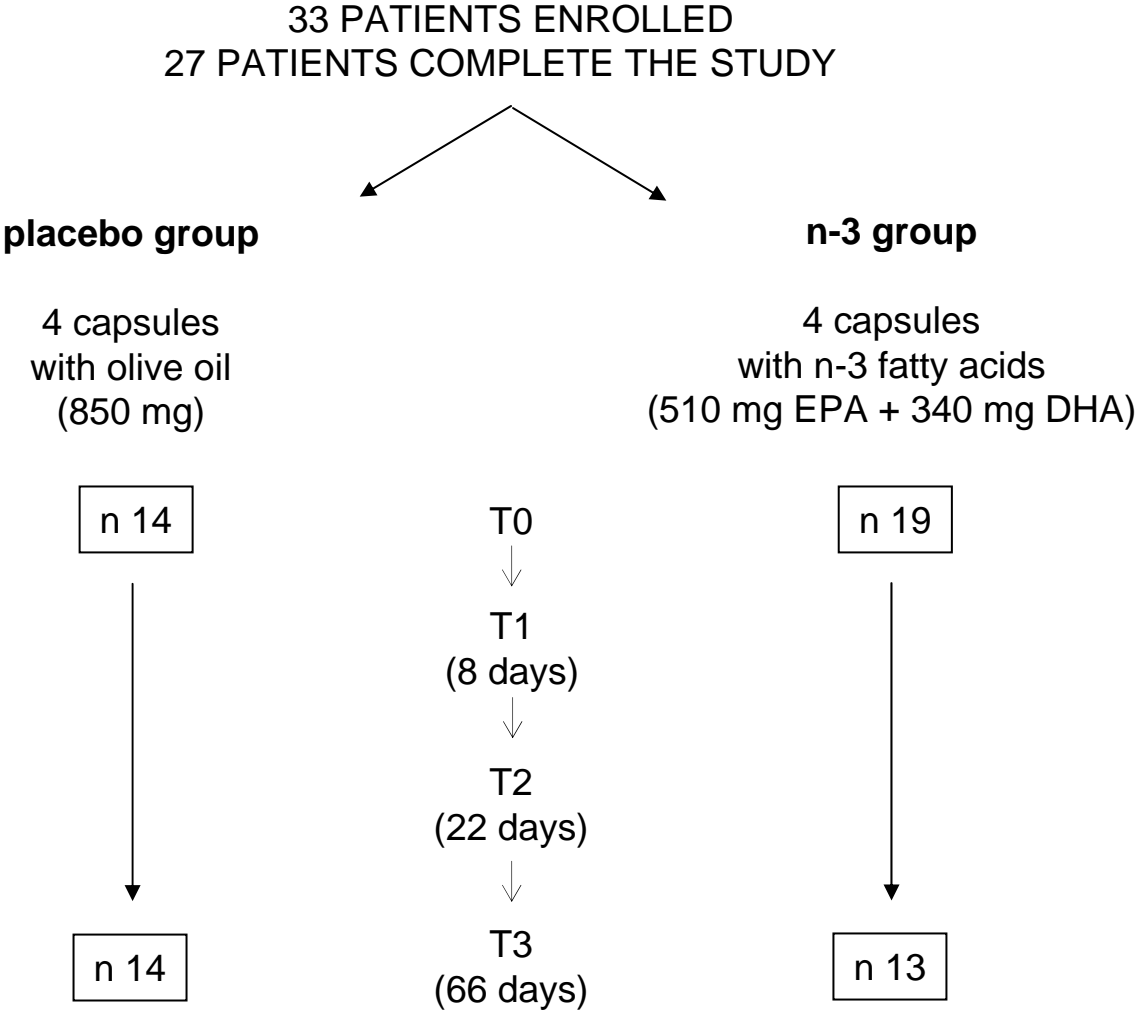 33 PATIENTS ENROLLED
27 PATIENTS COMPLETE THE STUDY
placebo group
4 capsules
with olive oil
(850 mg)
n 14
n-3 group
4 capsules
with n-3 fatty acids
(510 mg EPA + 340 mg DHA)
n 19
T0
T1
(8 days)
T2
(22 days)
T3
(66 days)
n 14
n 13